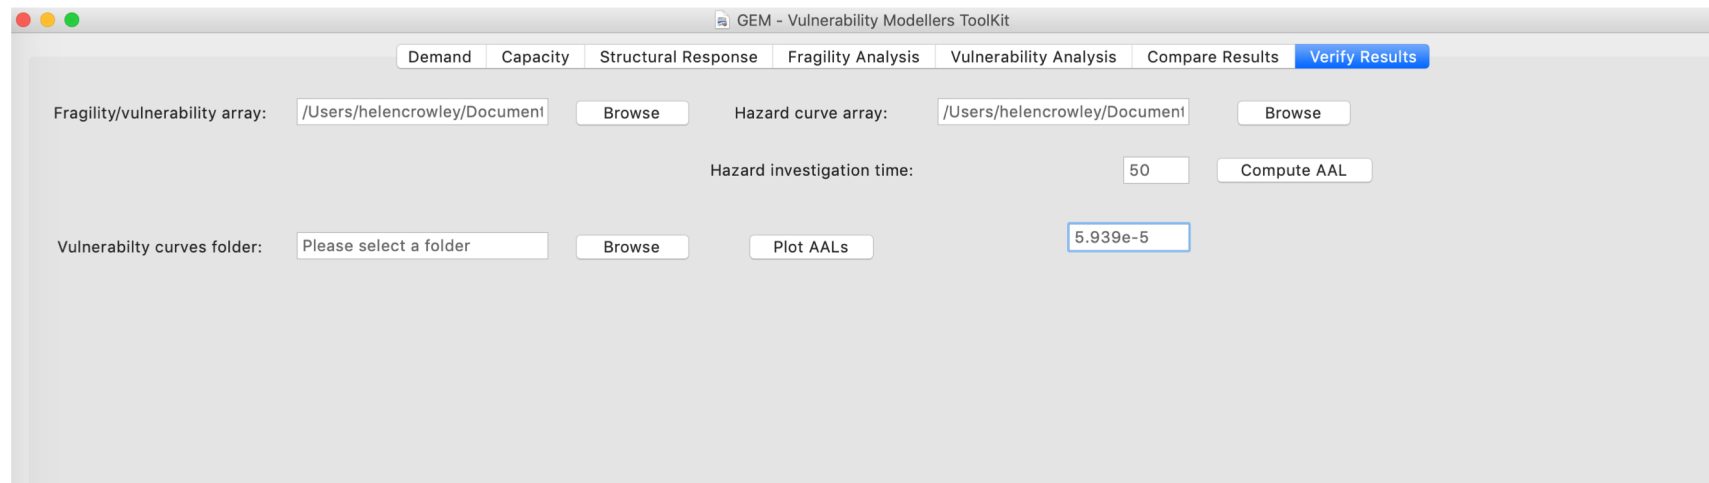 GEM - Vulnerability Modellers ToolKit
Demand Capacity Structural Response Fragility Analysis Vulnerability Analysis Compare Results Verify Results
Fragility/vulnerability array: /Users/helencrowley/Document Browse Hazard curve array: /Users/helencrowley/Document Browse
Hazard investigation time: 50 Compute AAL
Vulnerabilty curves folder: Please select a folder Browse Plot AALs 5.939e-5